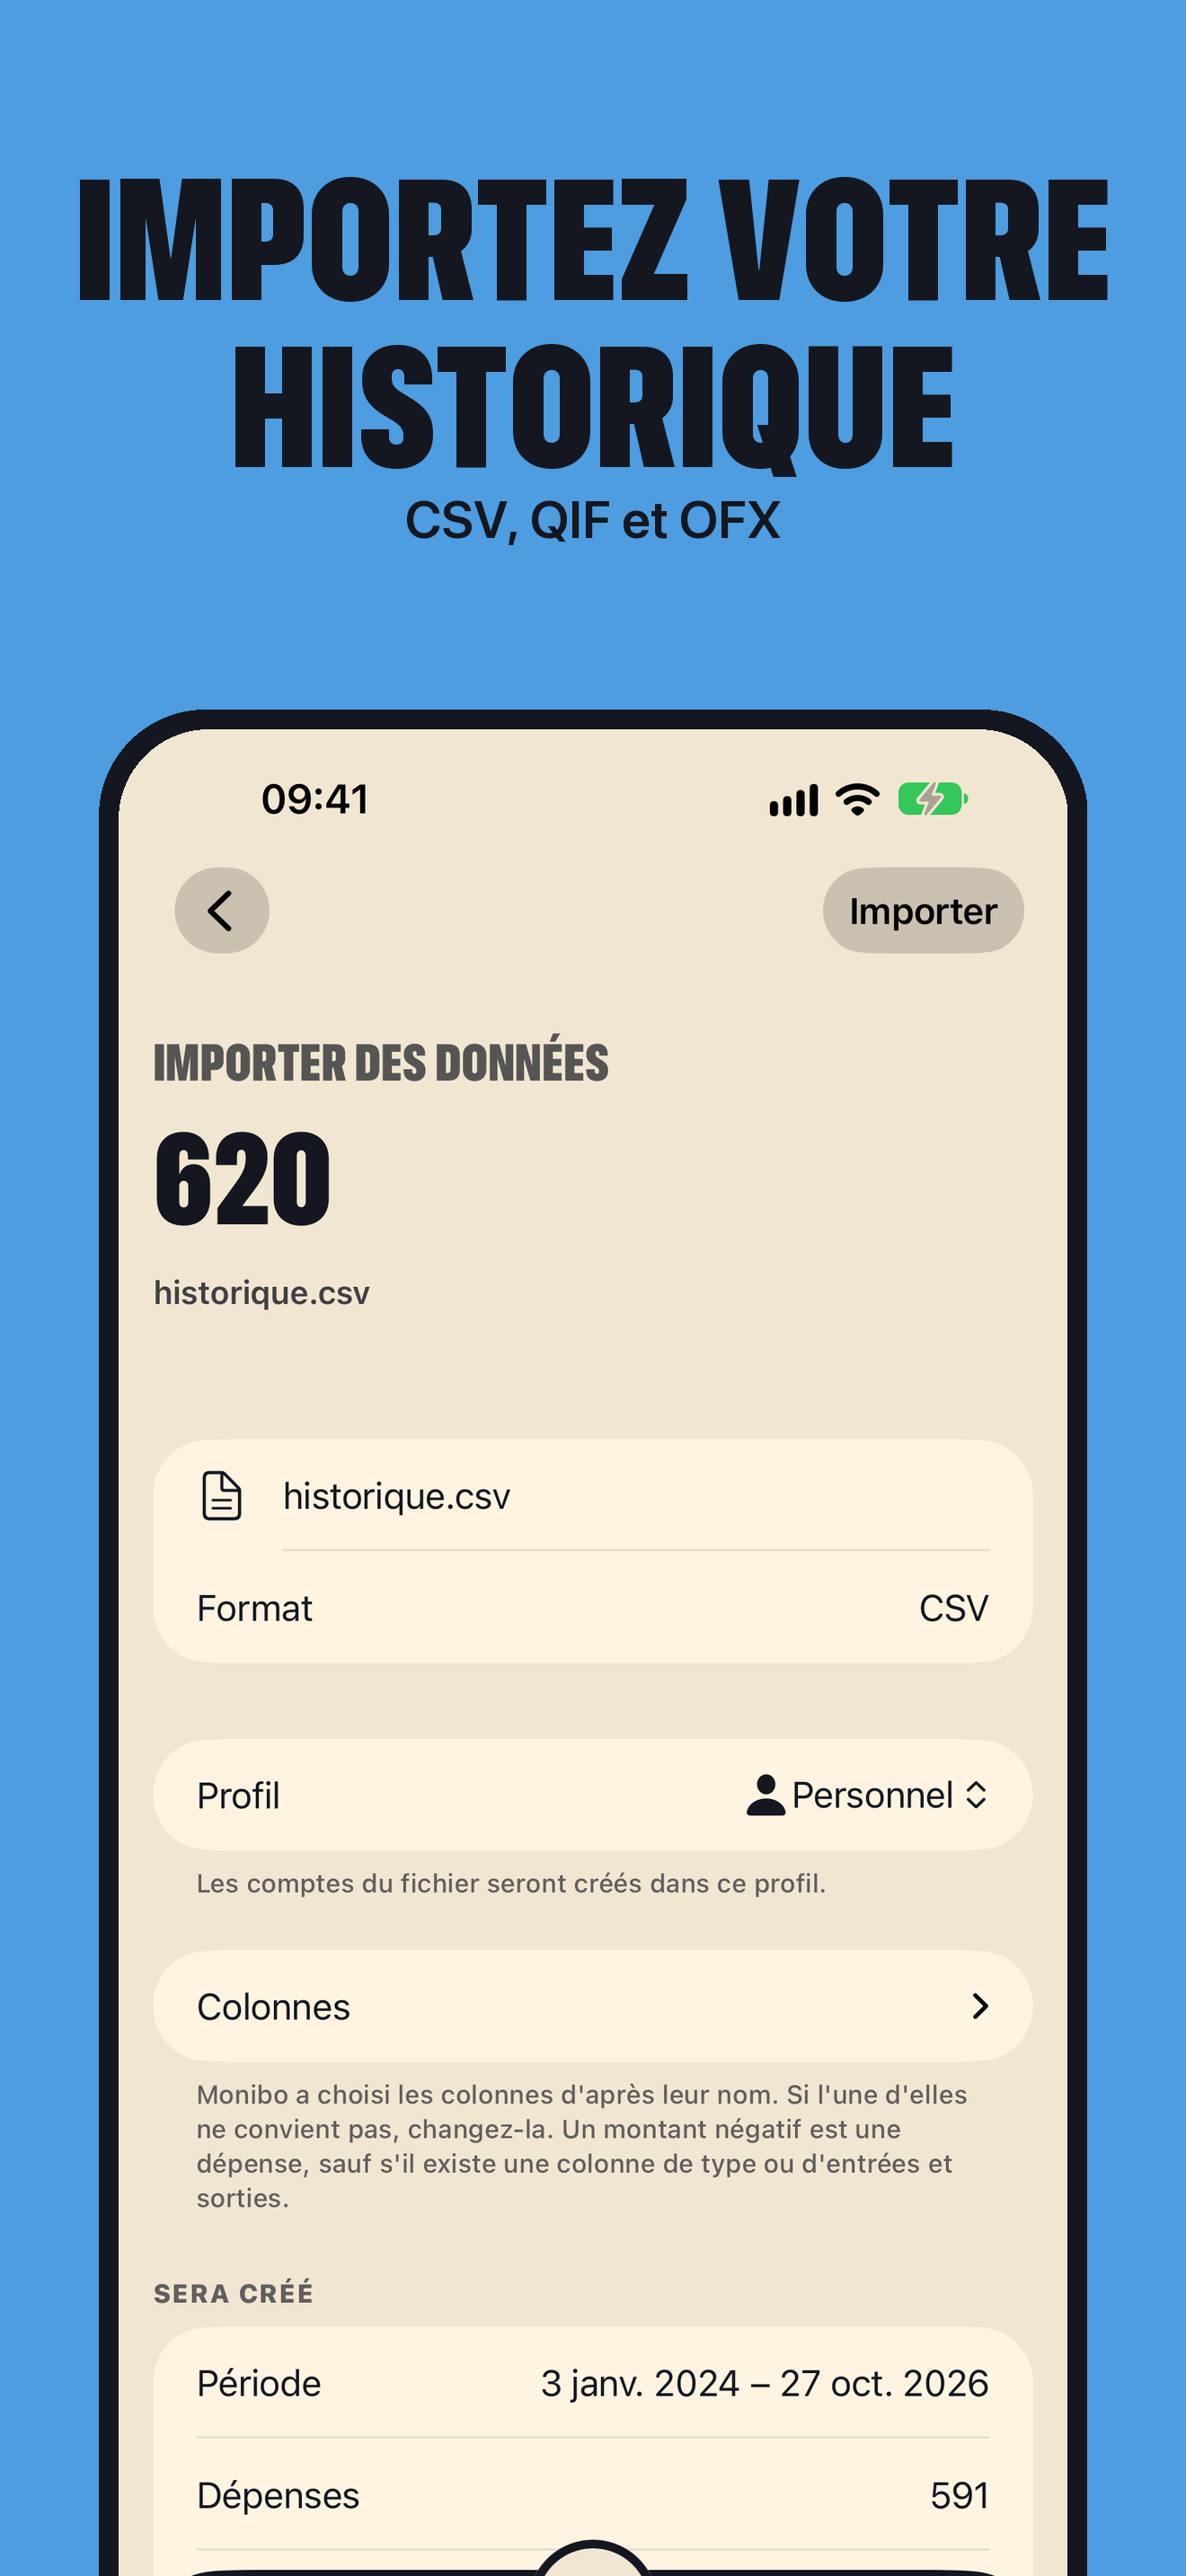 IMPORTEZ VOTRE
HISTORIQUE
CSV, QIF et OFX
09:41
Importer
IMPORTER DES DONNÉES
620
historique.csv
historique.csv
Format CSV
Profil Personnel
Les comptes du fichier seront créés dans ce profil.
Colonnes
Monibo a choisi les colonnes d'après leur nom. Si l'une d'elles
ne convient pas, changez-la. Un montant négatif est une
dépense, sauf s'il existe une colonne de type ou d'entrées et
sorties.
SERA CRÉÉ
Période 3 janv. 2024 – 27 oct. 2026
Dépenses 591